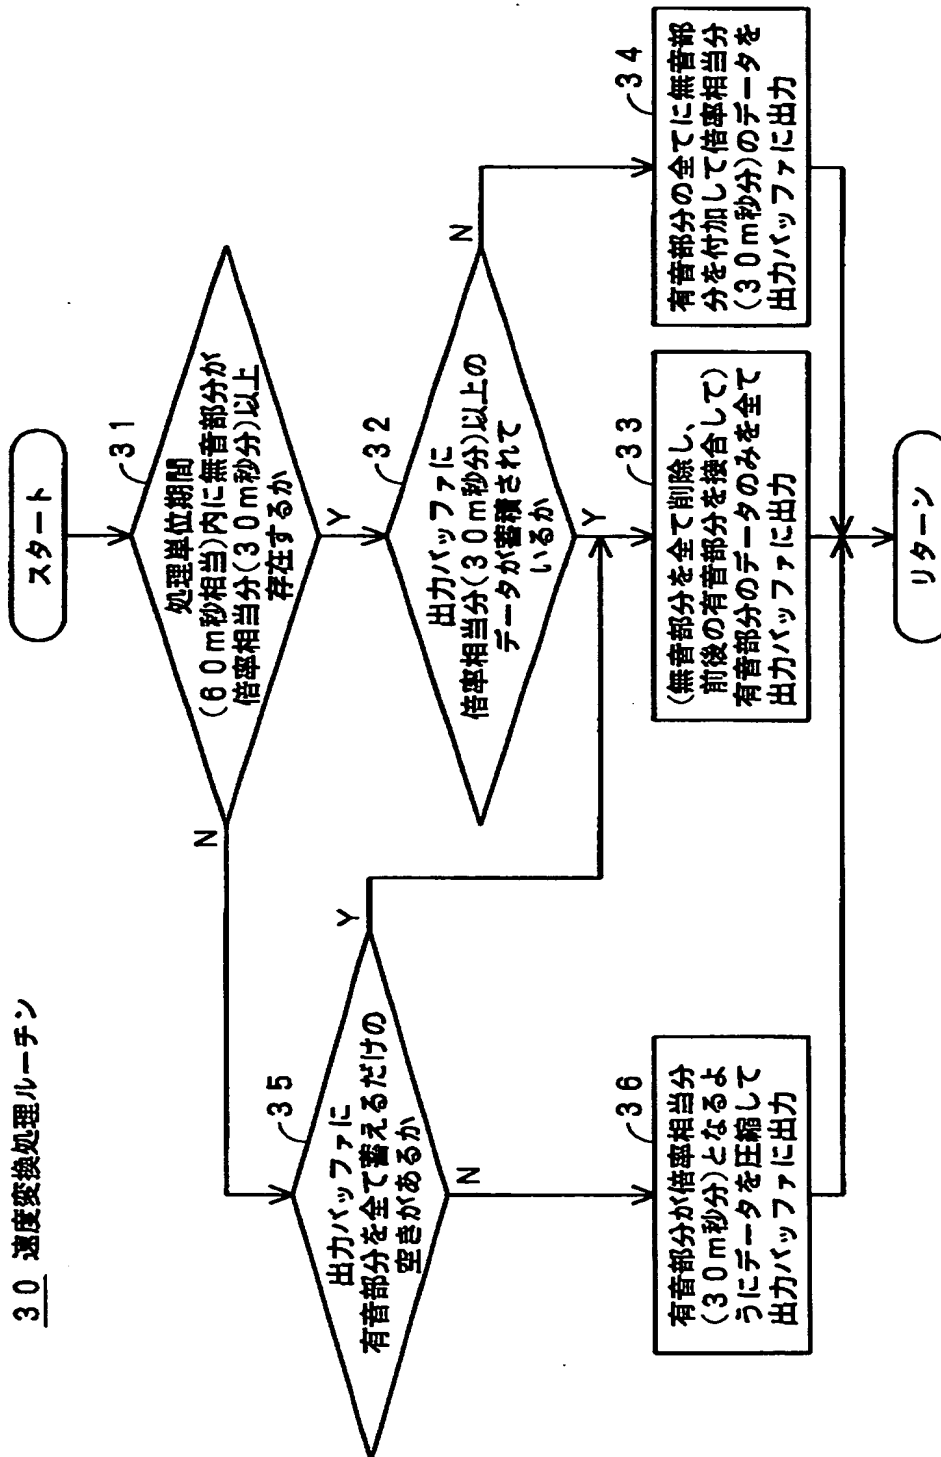 30 速度変換処理ルーチン
スタート
31
処理単位期間
(60m秒相当)内に無音部分が
倍率相当分(30m秒分)以上
存在するか
N
Y
32
出力バッファに
倍率相当分(30m秒分)以上の
データが蓄積されて
いるか
N
Y
35
出力バッファに
有音部分を全て蓄えるだけの
空きがあるか
Y
N
36
有音部分が倍率相当分
(30m秒分)となるよ
うにデータを圧縮して
出力バッファに出力
33
(無音部分を全て削除し、
前後の有音部分を接合して)
有音部分のデータのみを全て
出力バッファに出力
34
有音部分の全てに無音部
分を付加して倍率相当分
(30m秒分)のデータを
出力バッファに出力
リターン